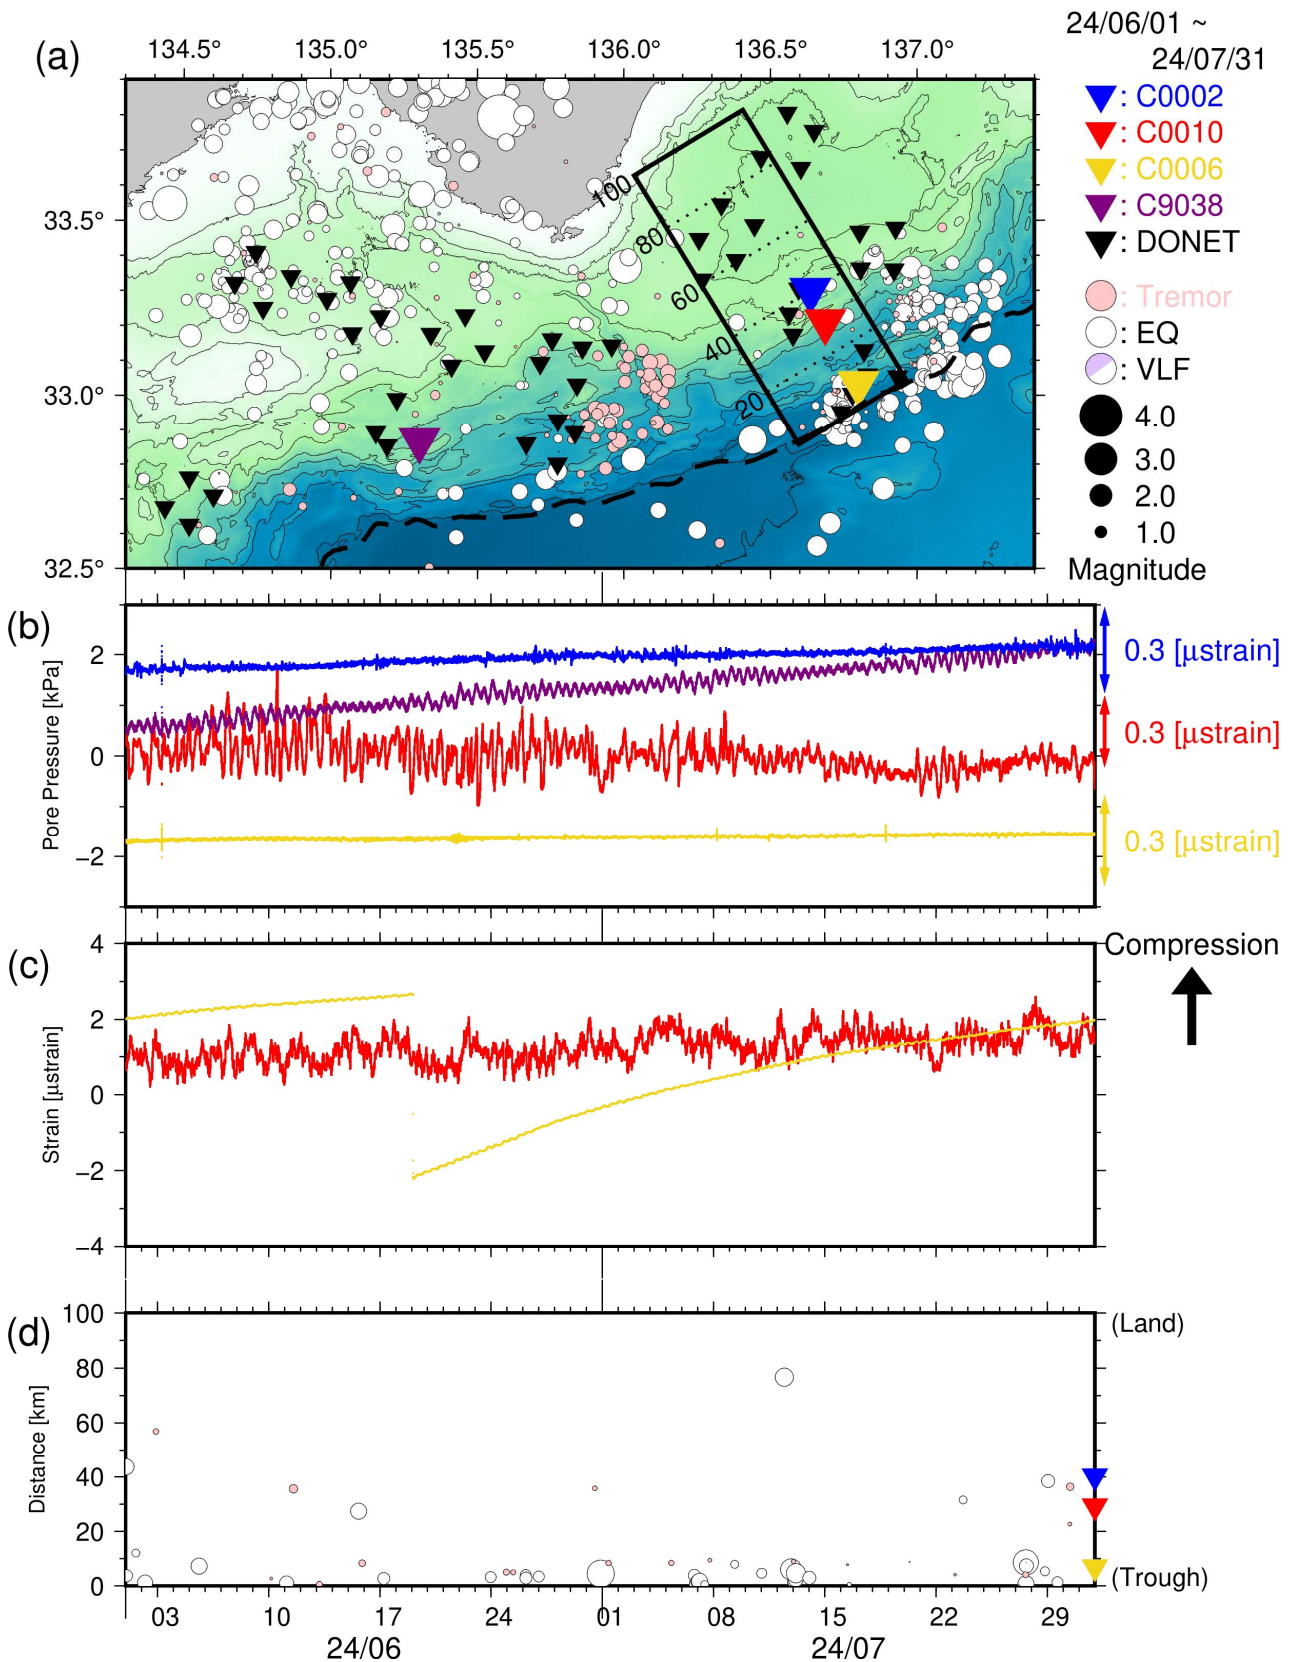 (a)
134.5° 135.0° 135.5° 136.0° 136.5° 137.0°
33.5°
33.0°
32.5°
100
80
60
40
20
24/06/01 ~
24/07/31
: C0002
: C0010
: C0006
: C9038
: DONET
: Tremor
: EQ
: VLF
4.0
3.0
2.0
1.0
Magnitude
(b)
Pore Pressure [kPa]
2
0
−2
0.3 [μstrain]
0.3 [μstrain]
0.3 [μstrain]
(c)
Strain [μstrain]
4
2
0
−2
−4
Compression
(d)
Distance [km]
100
80
60
40
20
0
(Land)
(Trough)
03 10 17 24 01 08 15 22 29
24/06 24/07